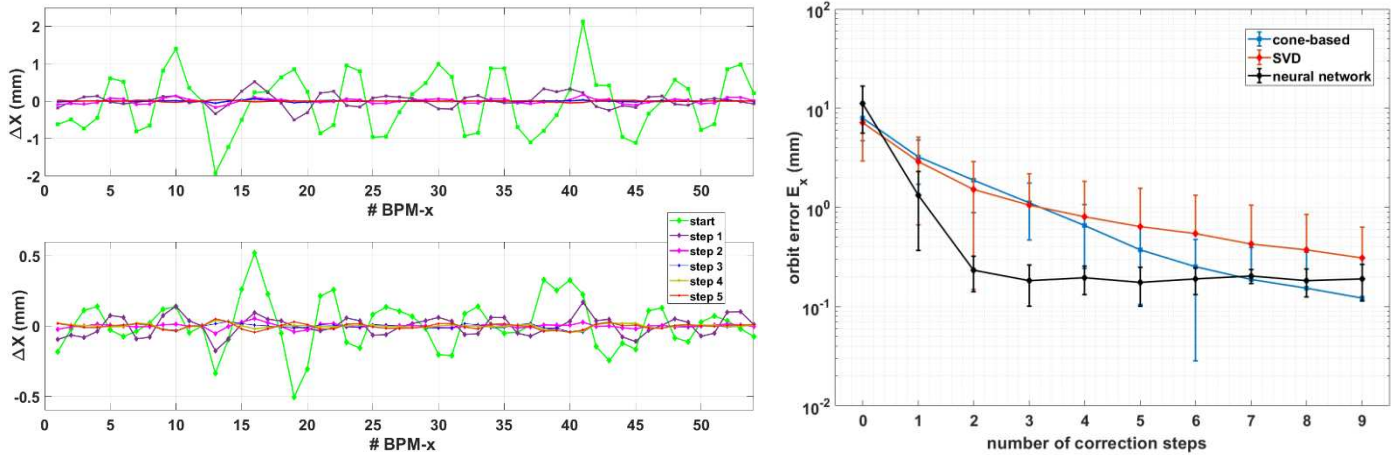 2
1
0
-1
-2
ΔX (mm)
0 5 10 15 20 25 30 35 40 45 50
# BPM-x
0.5
0
-0.5
ΔX (mm)
0 5 10 15 20 25 30 35 40 45 50
# BPM-x
start
step 1
step 2
step 3
step 4
step 5
10^2
10^1
10^0
10^-1
10^-2
orbit error E_x (mm)
0 1 2 3 4 5 6 7 8 9
number of correction steps
cone-based
SVD
neural network